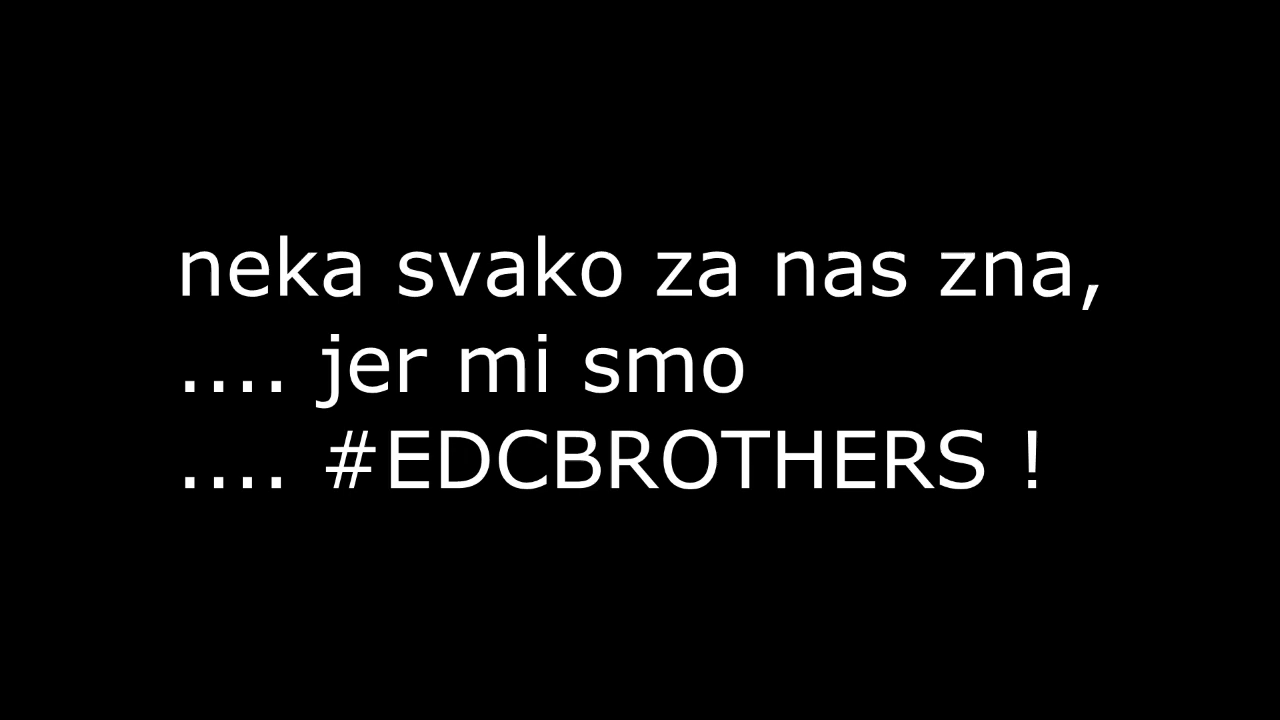 neka svako za nas zna,
.... jer mi smo
.... #EDCBROTHERS !